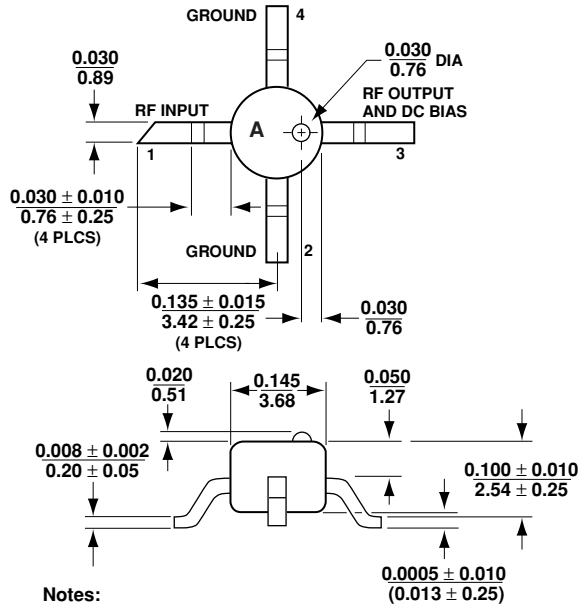 GROUND 4
0.030
0.76 DIA
0.030
0.89
RF INPUT
RF OUTPUT
AND DC BIAS
A
1
3
0.030 ± 0.010
0.76 ± 0.25
(4 PLCS)
GROUND 2
0.135 ± 0.015
3.42 ± 0.25
(4 PLCS)
0.030
0.76
0.020
0.51
0.145
3.68
0.050
1.27
0.008 ± 0.002
0.20 ± 0.05
0.100 ± 0.010
2.54 ± 0.25
0.0005 ± 0.010
(0.013 ± 0.25)
Notes: